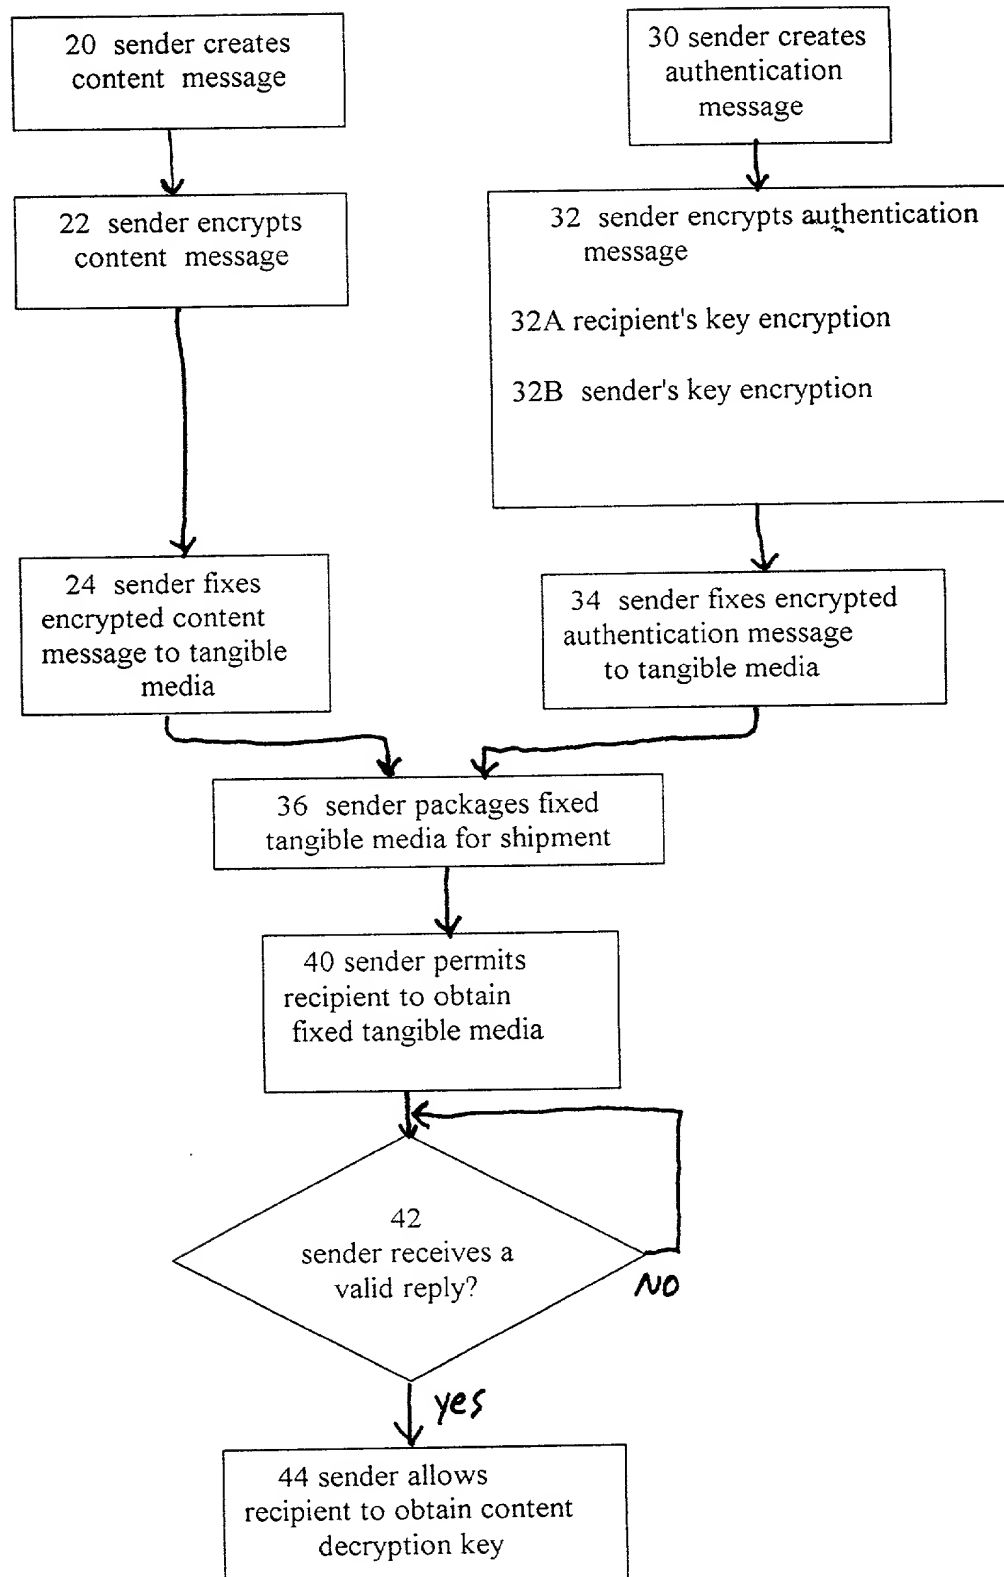 20 sender creates
content message
30 sender creates
authentication
message
22 sender encrypts
content message
32 sender encrypts authentication
message
32A recipient's key encryption
32B sender's key encryption
24 sender fixes
encrypted content
message to tangible
media
34 sender fixes encrypted
authentication message
to tangible media
36 sender packages fixed
tangible media for shipment
40 sender permits
recipient to obtain
fixed tangible media
42
sender receives a
valid reply?
NO
yes
44 sender allows
recipient to obtain content
decryption key